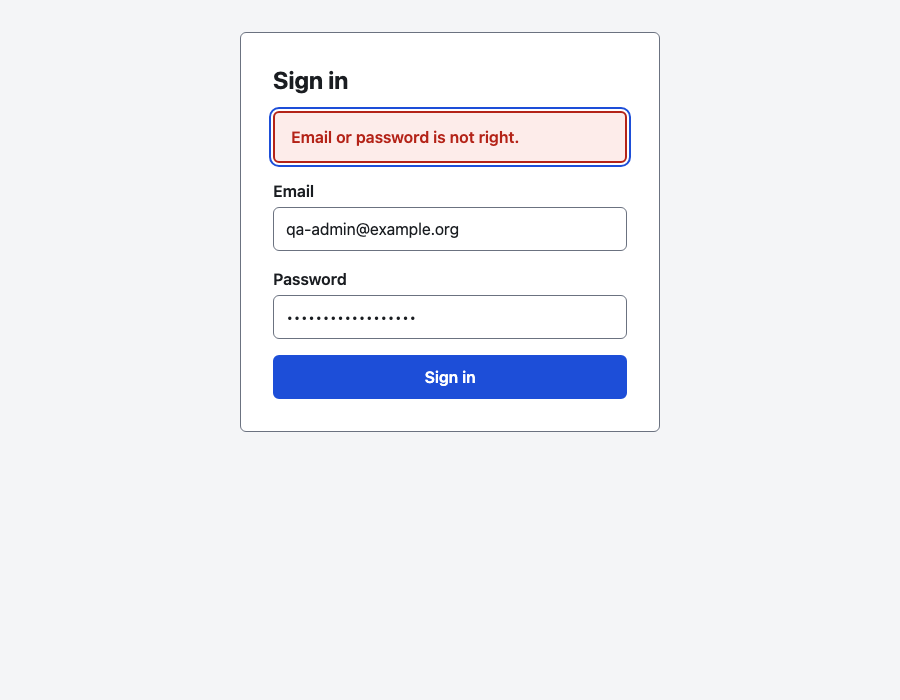 Sign in
Email or password is not right.
Email
qa-admin@example.org
Password
••••••••••••••••••
Sign in